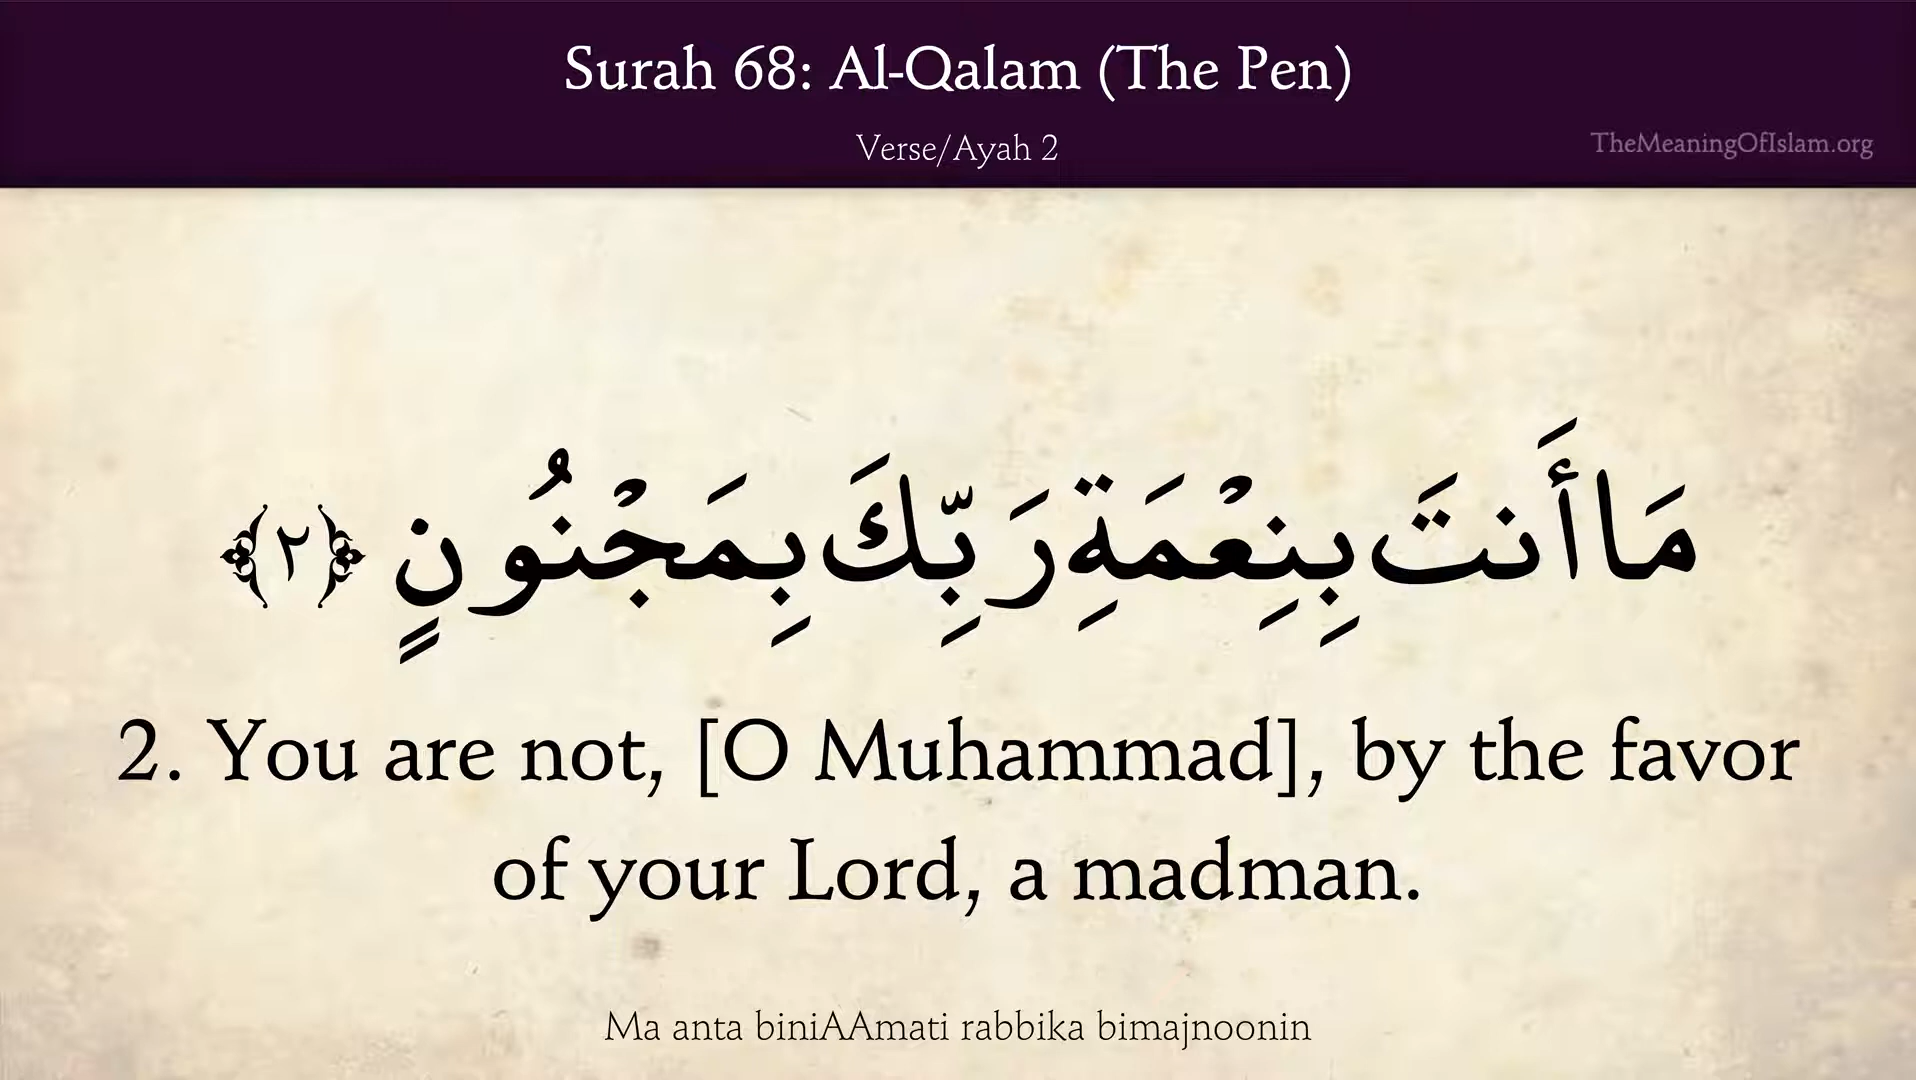 Surah 68: Al-Qalam (The Pen)
Verse/Ayah 2
TheMeaningOfIslam.org
مَا أَنتَ بِنِعْمَةِ رَبِّكَ بِمَجْنُونٍ ﴿٢﴾
2. You are not, [O Muhammad], by the favor
of your Lord, a madman.
Ma anta biniAAmati rabbika bimajnoonin